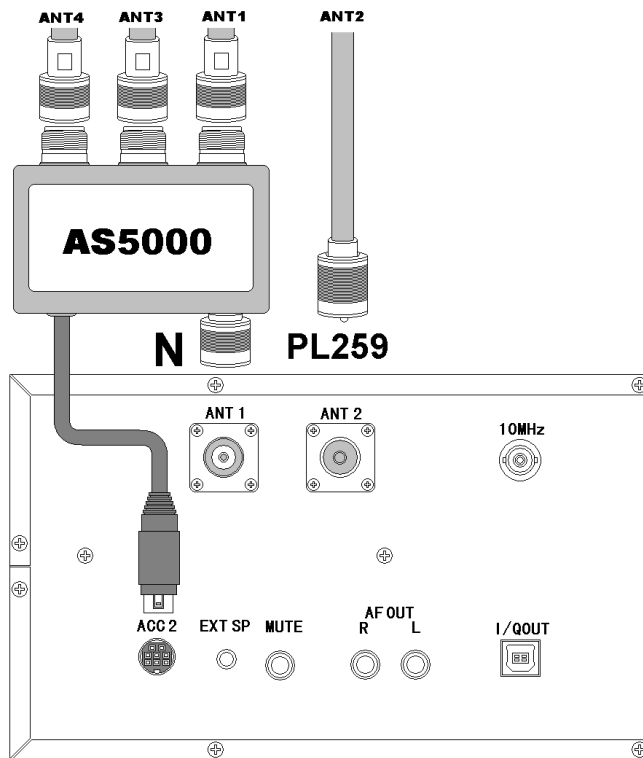 ANT4 ANT3 ANT1 ANT2
AS5000
N PL259
ANT 1 ANT 2
10MHz
ACC 2 EXT SP MUTE AF OUT I/QOUT
R L